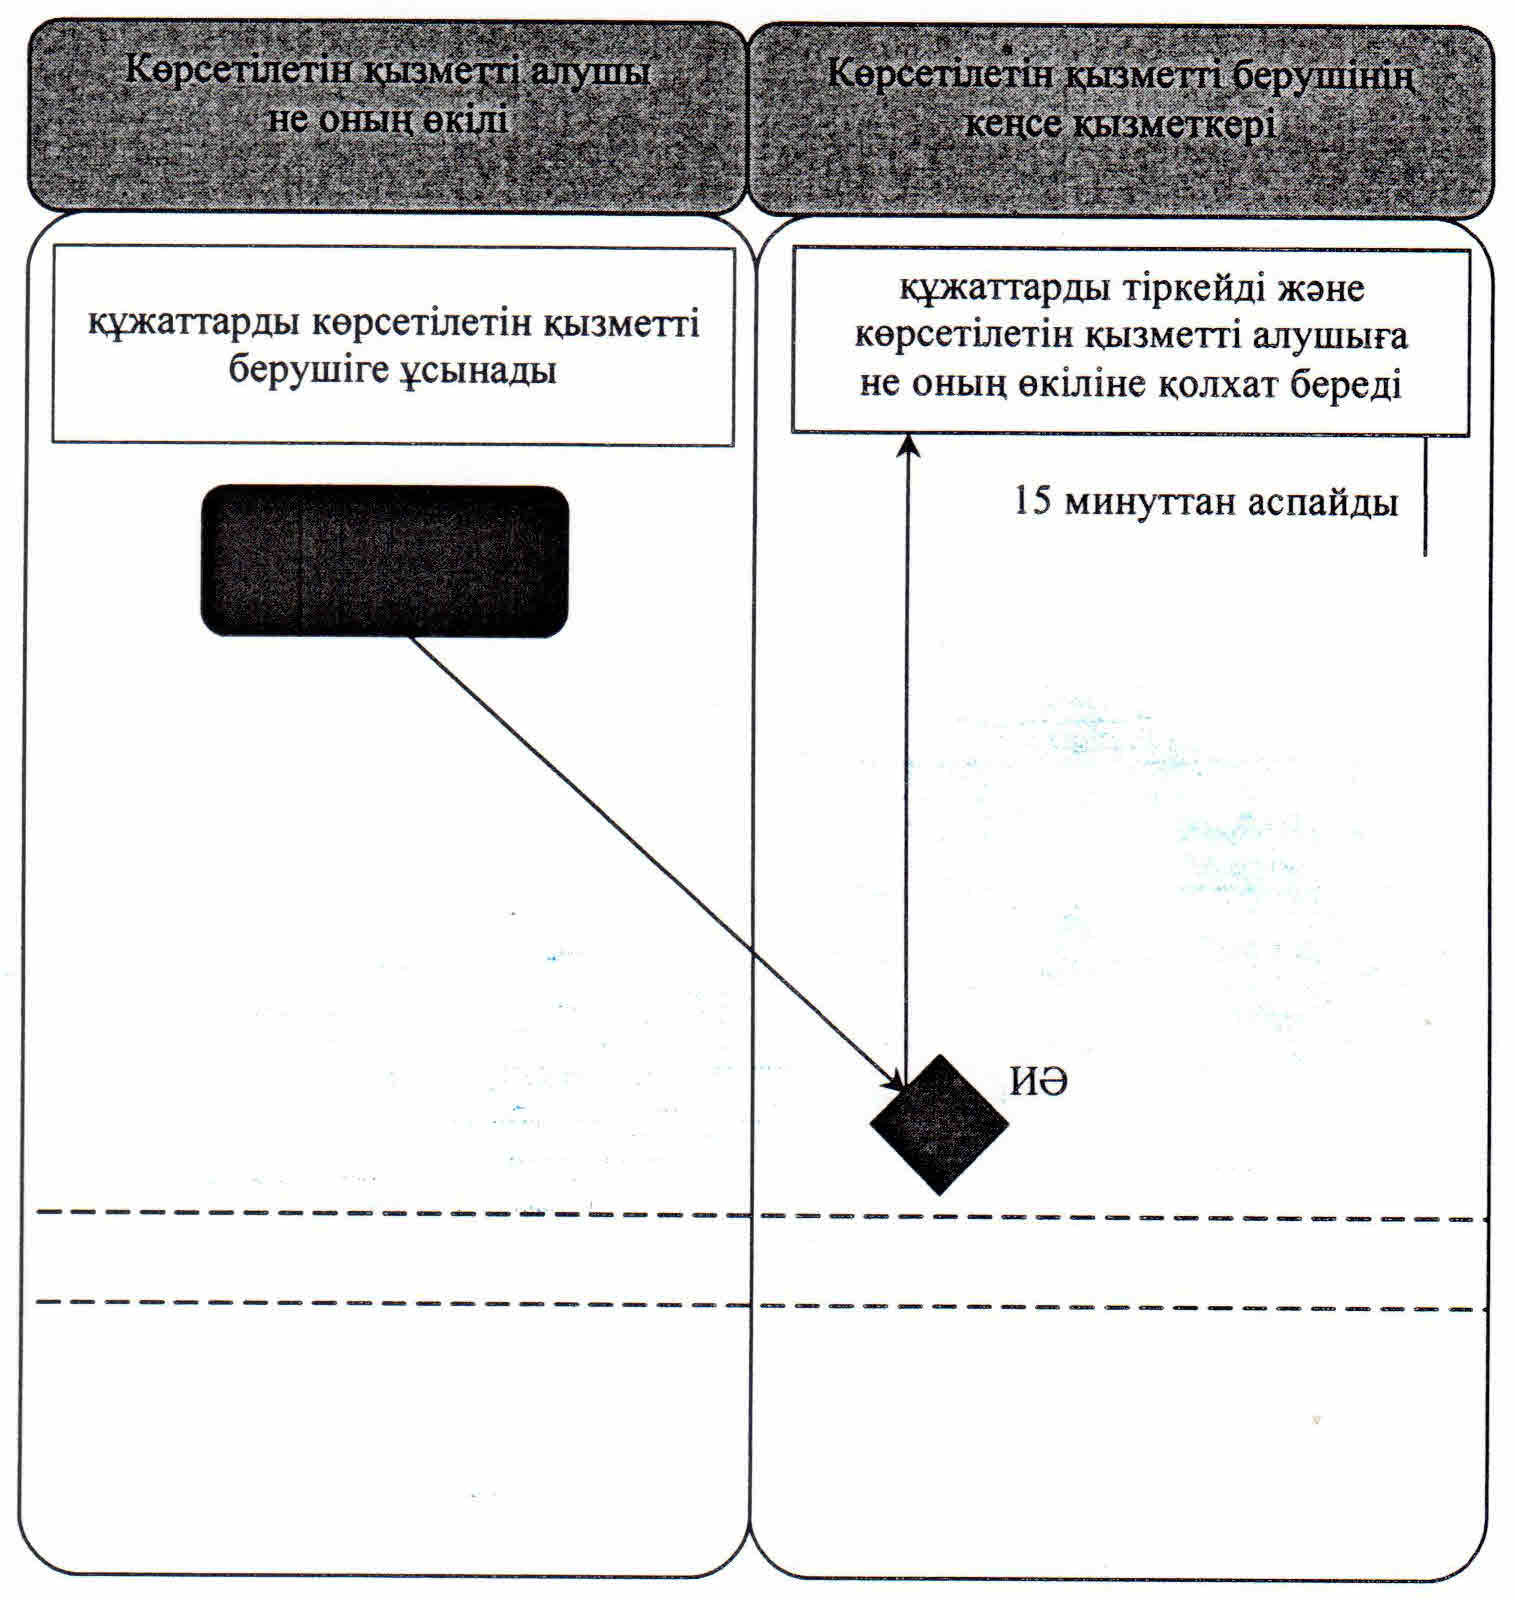 Көрсетілетін қызметті алушы
не оның өкілі
Көрсетілетін қызметті берушінің
кеңсе қызметкері
құжаттарды көрсетілетін қызметті
берушіге ұсынады
құжаттарды тіркейді және
көрсетілетін қызметті алушыға
не оның өкіліне қолхат береді
15 минуттан аспайды
ИӘ